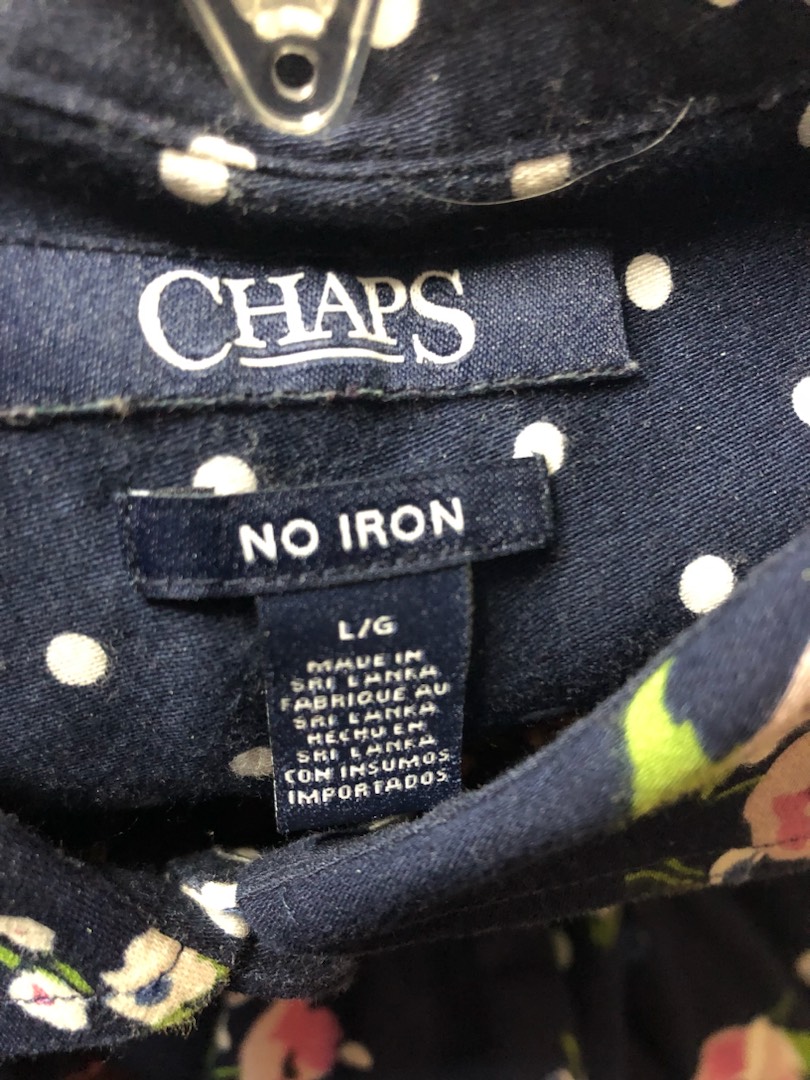 CHAPS
NO IRON
L/G
MADE IN
SRI LANKA
FABRIQUE AU
SRI LANKA
HECHO EN
SRI LANKA
CON INSUMOS
IMPORTADOS